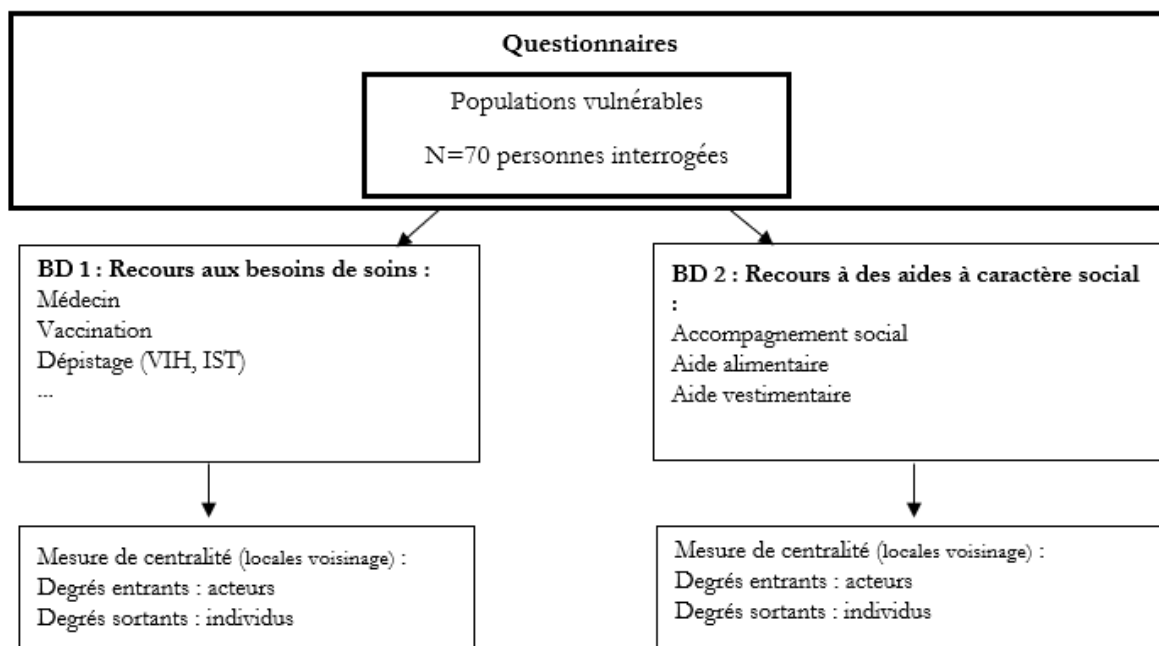 Questionnaires
Populations vulnérables
N=70 personnes interrogées
BD 1 : Recours aux besoins de soins :
Médecin
Vaccination
Dépistage (VIH, IST)
...
BD 2 : Recours à des aides à caractère social
:
Accompagnement social
Aide alimentaire
Aide vestimentaire
Mesure de centralité (locales voisinage) :
Degrés entrants : acteurs
Degrés sortants : individus
Mesure de centralité (locales voisinage) :
Degrés entrants : acteurs
Degrés sortants : individus